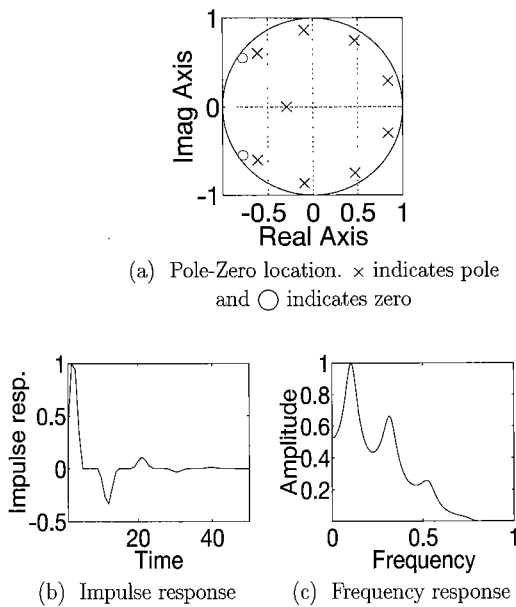 1
0
-1
Imag Axis
-0.5 0 0.5 1
Real Axis
(a) Pole-Zero location. × indicates pole
and ◯ indicates zero
1
0.5
0
-0.5
Impulse resp.
20 40
Time
(b) Impulse response
1
0.8
0.6
0.4
0.2
Amplitude
0 0.5 1
Frequency
(c) Frequency response